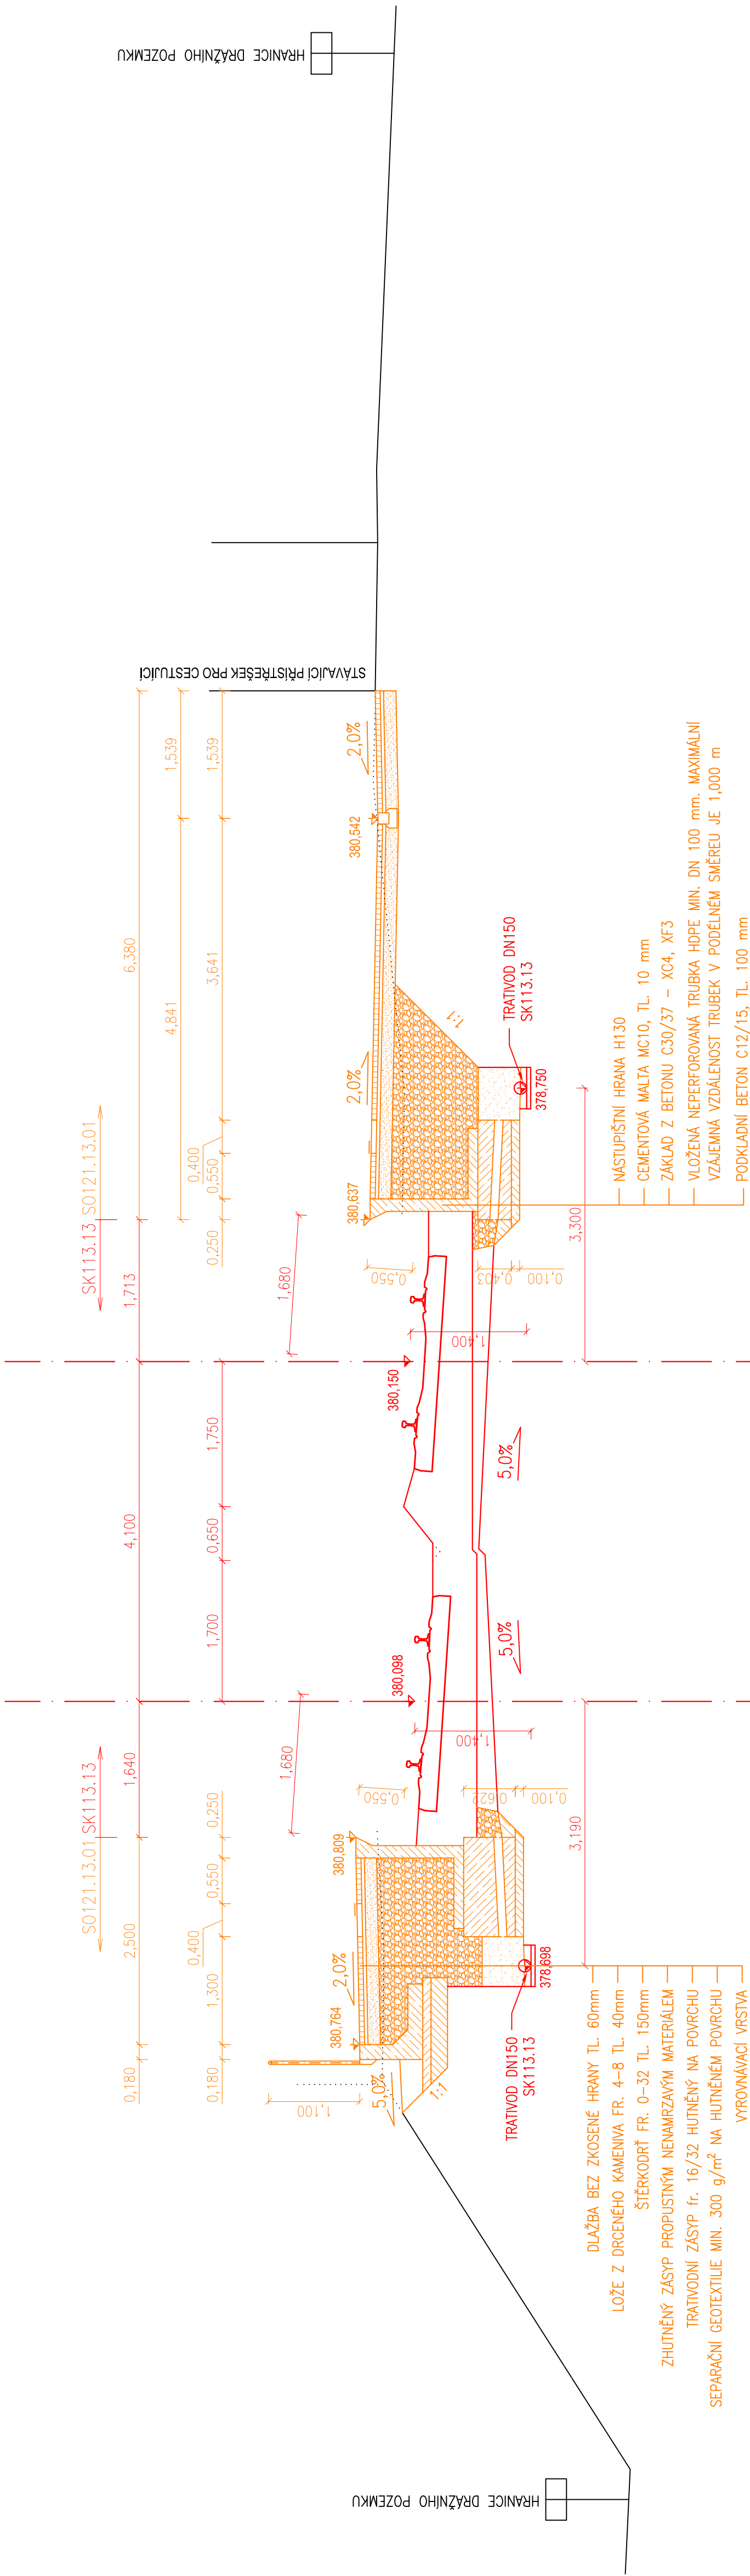 HRANICE DRÁŽNÍHO POZEMKU
STÁVAJÍCÍ PŘÍSTŘEŠEK PRO CESTUJÍCÍ
HRANICE DRÁŽNÍHO POZEMKU
SO121.13.01
SK113.13
SK113.13
SO121.13.01
0,180
2,500
1,640
4,100
1,713
6,380
0,400
0,400
4,841
1,539
0,180
1,300
0,550
0,250
1,700
0,650
1,750
0,250
0,550
3,641
1,539
1,100
1,680
1,680
380,764
2,0%
380,809
0,550
380,098
380,150
0,550
380,637
2,0%
380,542
2,0%
5,0%
1:1
1:1
1,400
1,400
0,622
0,100
0,403
0,100
5,0%
5,0%
TRATIVOD DN150
SK113.13
378,698
TRATIVOD DN150
SK113.13
378,750
3,190
3,300
DLAŽBA BEZ ZKOSENÉ HRANY TL. 60mm
LOŽE Z DRCENÉHO KAMENIVA FR. 4-8 TL. 40mm
ŠTĚRKODRŤ FR. 0-32 TL. 150mm
ZHUTNĚNÝ ZÁSYP PROPUSTNÝM NENAMRZAVÝM MATERIÁLEM
TRATIVODNÍ ZÁSYP fr. 16/32 HUTNĚNÝ NA POVRCHU
SEPARAČNÍ GEOTEXTILIE MIN. 300 g/m² NA HUTNĚNÉM POVRCHU
VYROVNÁVACÍ VRSTVA
NÁSTUPIŠTNÍ HRANA H130
CEMENTOVÁ MALTA MC10, TL. 10 mm
ZÁKLAD Z BETONU C30/37 - XC4, XF3
VLOŽENÁ NEPERFOROVANÁ TRUBKA HDPE MIN. DN 100 mm. MAXIMÁLNÍ
VZÁJEMNÁ VZDÁLENOST TRUBEK V PODÉLNÉM SMĚREU JE 1,000 m
PODKLADNÍ BETON C12/15, TL. 100 mm